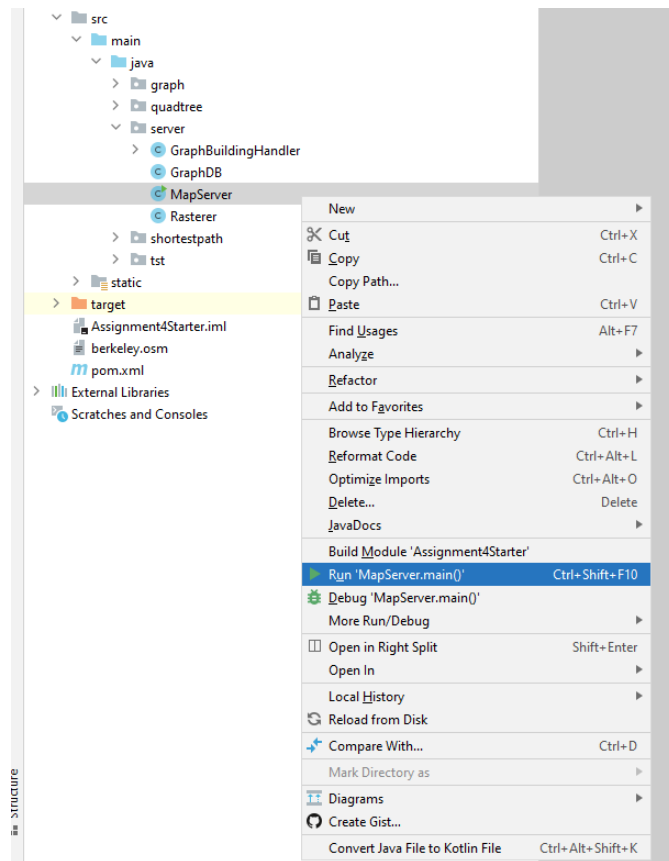 src
main
java
graph
quadtree
server
GraphBuildingHandler
GraphDB
MapServer
Rasterer
shortestpath
tst
static
target
Assignment4Starter.iml
berkeley.osm
pom.xml
External Libraries
Scratches and Consoles
New
Cut Ctrl+X
Copy Ctrl+C
Copy Path...
Paste Ctrl+V
Find Usages Alt+F7
Analyze
Refactor
Add to Favorites
Browse Type Hierarchy Ctrl+H
Reformat Code Ctrl+Alt+L
Optimize Imports Ctrl+Alt+O
Delete... Delete
JavaDocs
Build Module 'Assignment4Starter'
Run 'MapServer.main()' Ctrl+Shift+F10
Debug 'MapServer.main()'
More Run/Debug
Open in Right Split Shift+Enter
Open In
Local History
Reload from Disk
Compare With... Ctrl+D
Mark Directory as
Diagrams
Create Gist...
Convert Java File to Kotlin File Ctrl+Alt+Shift+K
Structure